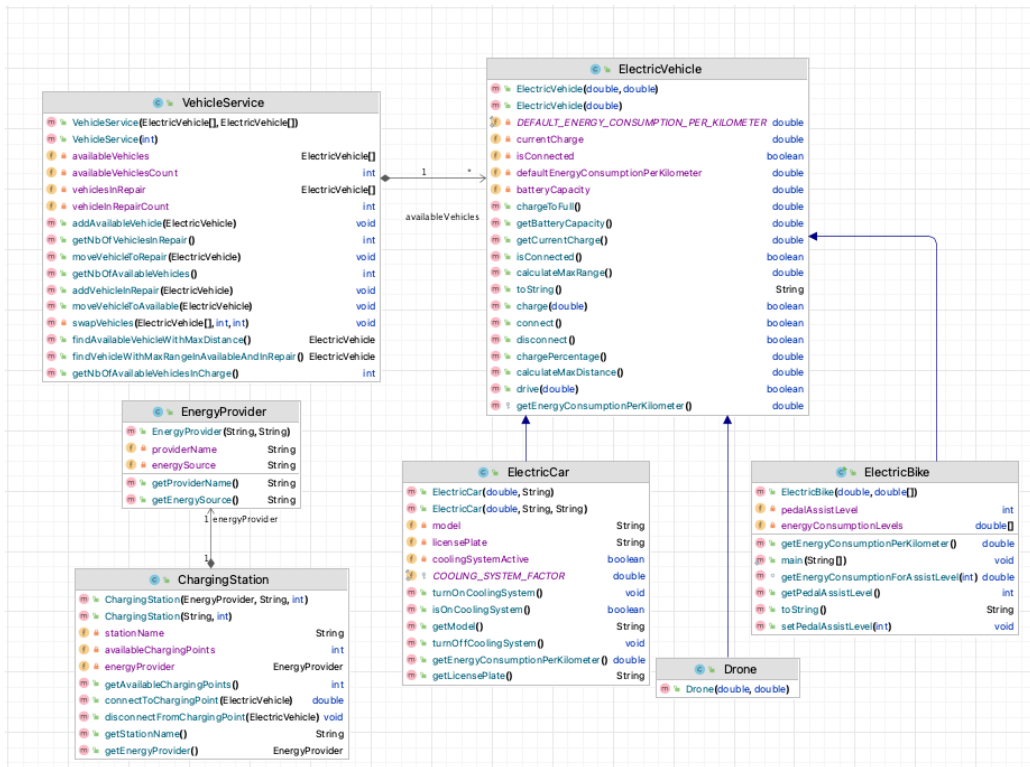 VehicleService
VehicleService(ElectricVehicle[], ElectricVehicle[])
VehicleService(int)
availableVehicles ElectricVehicle[]
availableVehiclesCount int
vehiclesInRepair ElectricVehicle[]
vehicleInRepairCount int
addAvailableVehicle(ElectricVehicle) void
getNbOfVehiclesInRepair() int
moveVehicleToRepair(ElectricVehicle) void
getNbOfAvailableVehicles() int
addVehicleInRepair(ElectricVehicle) void
moveVehicleToAvailable(ElectricVehicle) void
swapVehicles(ElectricVehicle[], int, int) void
findAvailableVehicleWithMaxDistance() ElectricVehicle
findVehicleWithMaxRangeInAvailableAndInRepair() ElectricVehicle
getNbOfAvailableVehiclesInCharge() int
1 *
availableVehicles
ElectricVehicle
ElectricVehicle(double, double)
ElectricVehicle(double)
DEFAULT_ENERGY_CONSUMPTION_PER_KILOMETER double
currentCharge double
isConnected boolean
defaultEnergyConsumptionPerKilometer double
batteryCapacity double
chargeToFull() double
getBatteryCapacity() double
getCurrentCharge() double
isConnected() boolean
calculateMaxRange() double
toString() String
charge(double) boolean
connect() boolean
disconnect() boolean
chargePercentage() double
calculateMaxDistance() double
drive(double) boolean
getEnergyConsumptionPerKilometer() double
EnergyProvider
EnergyProvider(String, String)
providerName String
energySource String
getProviderName() String
getEnergySource() String
1 energyProvider
1
ChargingStation
ChargingStation(EnergyProvider, String, int)
ChargingStation(String, int)
stationName String
availableChargingPoints int
energyProvider EnergyProvider
getAvailableChargingPoints() int
connectToChargingPoint(ElectricVehicle) double
disconnectFromChargingPoint(ElectricVehicle) void
getStationName() String
getEnergyProvider() EnergyProvider
ElectricCar
ElectricCar(double, String)
ElectricCar(double, String, String)
model String
licensePlate String
coolingSystemActive boolean
COOLING_SYSTEM_FACTOR double
turnOnCoolingSystem() void
isOnCoolingSystem() boolean
getModel() String
turnOffCoolingSystem() void
getEnergyConsumptionPerKilometer() double
getLicensePlate() String
Drone
Drone(double, double)
ElectricBike
ElectricBike(double, double[])
pedalAssistLevel int
energyConsumptionLevels double[]
getEnergyConsumptionPerKilometer() double
main(String[]) void
getEnergyConsumptionForAssistLevel(int) double
getPedalAssistLevel() int
toString() String
setPedalAssistLevel(int) void